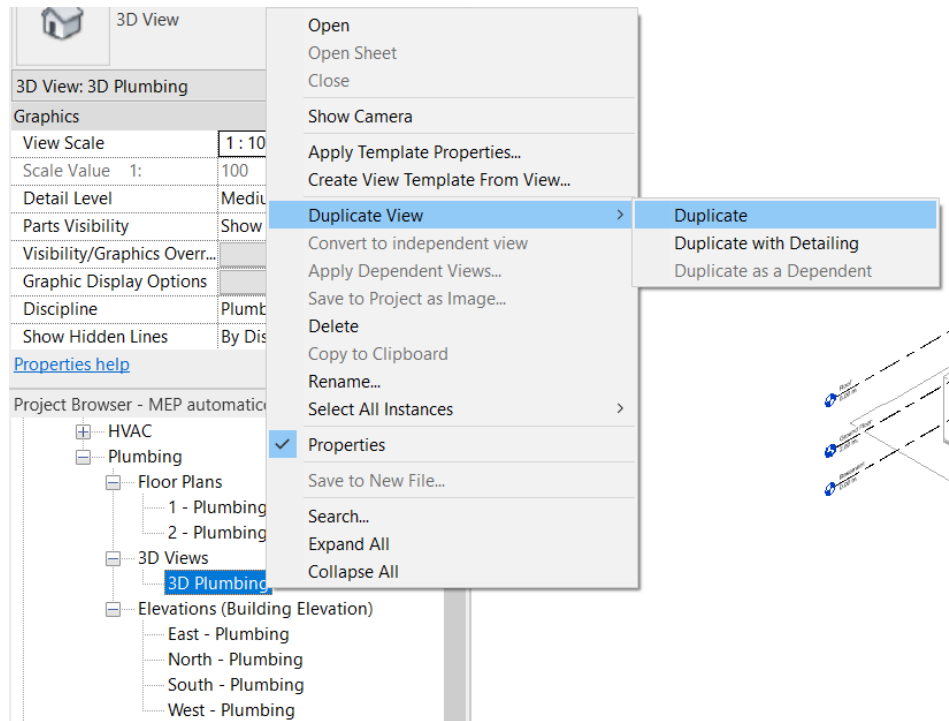 3D View
3D View: 3D Plumbing
Graphics
View Scale 1 : 10
Scale Value 1: 100
Detail Level Mediu
Parts Visibility Show
Visibility/Graphics Overr...
Graphic Display Options
Discipline Plumb
Show Hidden Lines By Dis
Properties help
Project Browser - MEP automatic
HVAC
Plumbing
Floor Plans
1 - Plumbing
2 - Plumbing
3D Views
3D Plumbing
Elevations (Building Elevation)
East - Plumbing
North - Plumbing
South - Plumbing
West - Plumbing
Open
Open Sheet
Close
Show Camera
Apply Template Properties...
Create View Template From View...
Duplicate View
Convert to independent view
Apply Dependent Views...
Save to Project as Image...
Delete
Copy to Clipboard
Rename...
Select All Instances
Properties
Save to New File...
Search...
Expand All
Collapse All
Duplicate
Duplicate with Detailing
Duplicate as a Dependent
Roof
Ground Floor
Basement